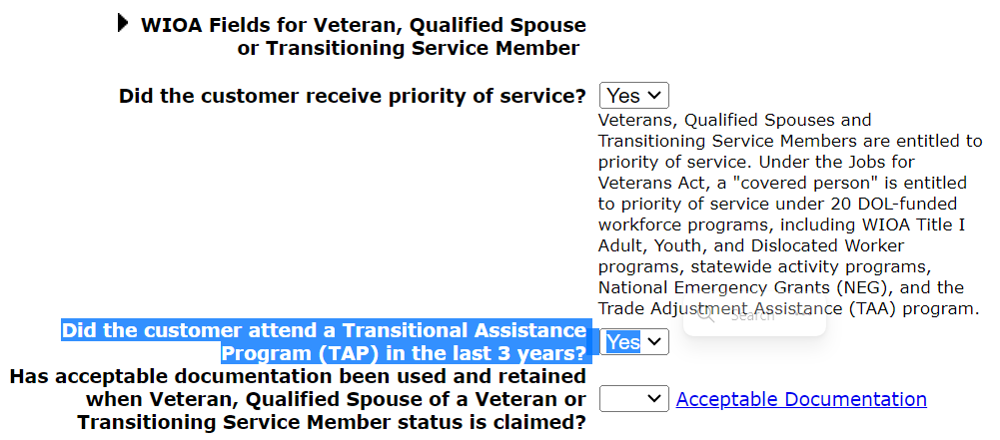 WIOA Fields for Veteran, Qualified Spouse
or Transitioning Service Member
Did the customer receive priority of service?
Yes
Veterans, Qualified Spouses and
Transitioning Service Members are entitled to
priority of service. Under the Jobs for
Veterans Act, a "covered person" is entitled
to priority of service under 20 DOL-funded
workforce programs, including WIOA Title I
Adult, Youth, and Dislocated Worker
programs, statewide activity programs,
National Emergency Grants (NEG), and the
Trade Adjustment Assistance (TAA) program.
Search
Did the customer attend a Transitional Assistance
Program (TAP) in the last 3 years?
Yes
Has acceptable documentation been used and retained
when Veteran, Qualified Spouse of a Veteran or
Transitioning Service Member status is claimed?
Acceptable Documentation